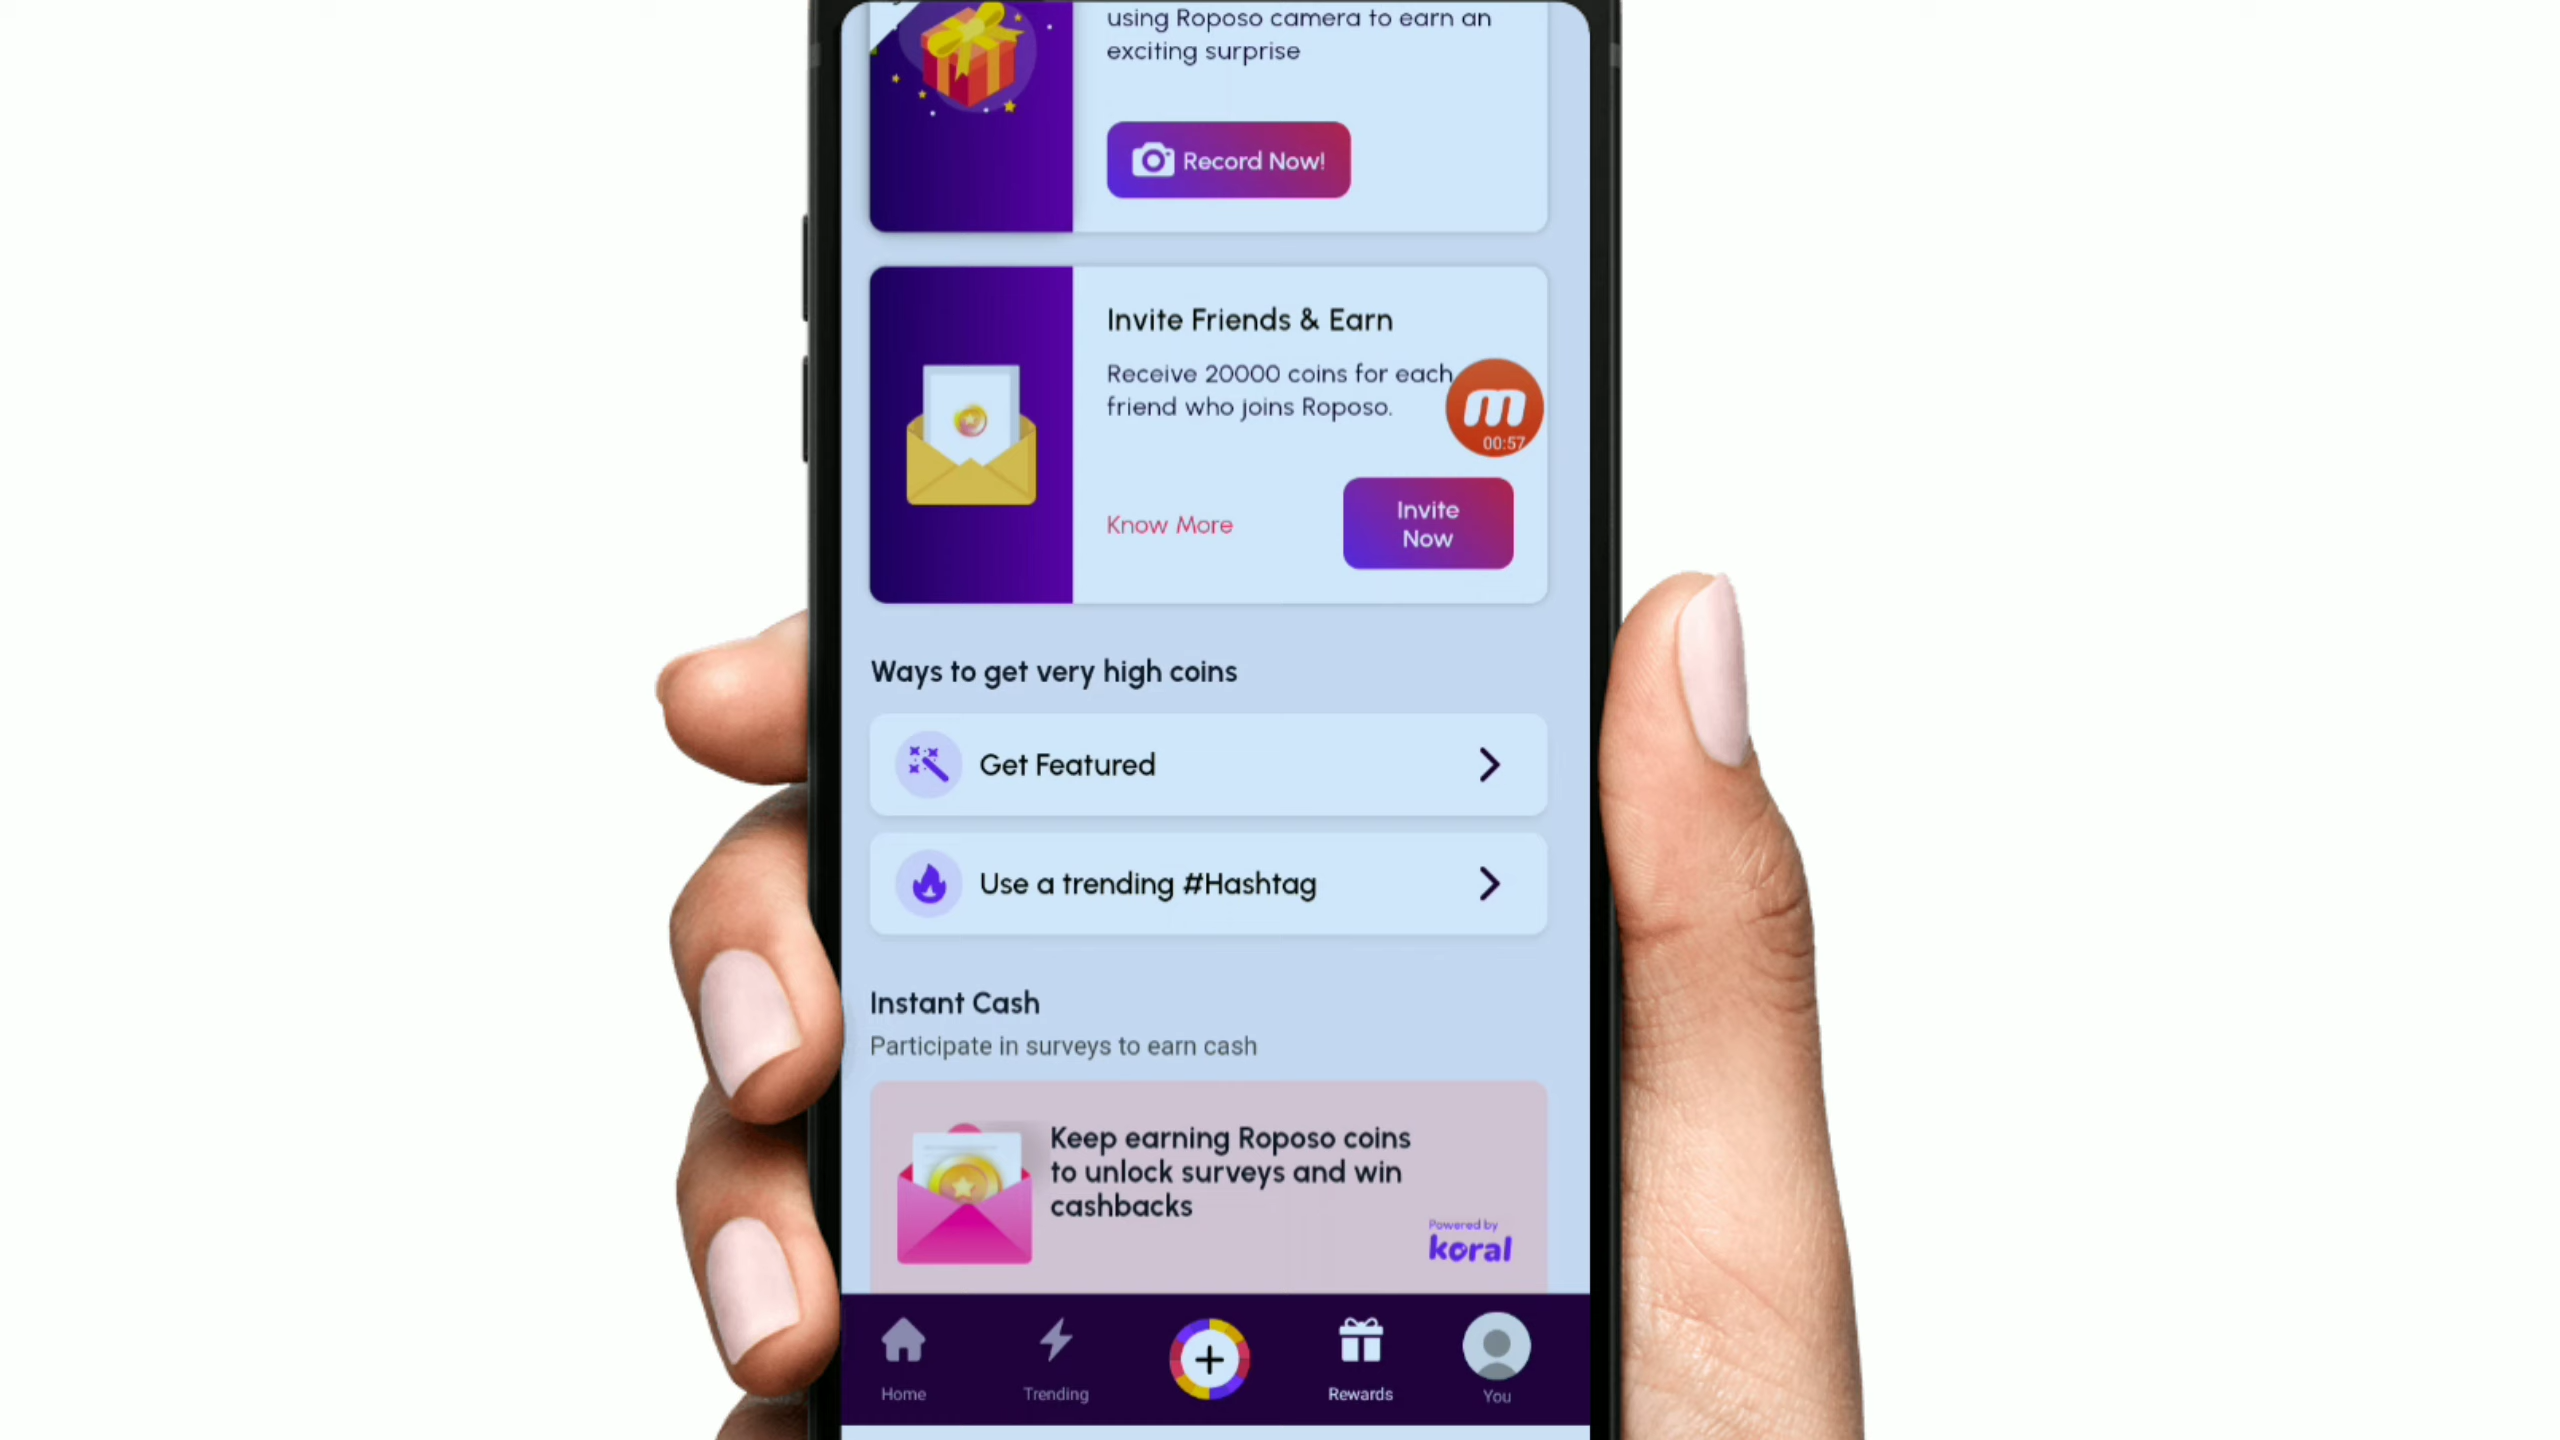 using Roposo camera to earn an
exciting surprise
Record Now!
Invite Friends & Earn
Receive 20000 coins for each
friend who joins Roposo.
m
00:57
Know More
Invite
Now
Ways to get very high coins
Get Featured
Use a trending #Hashtag
Instant Cash
Participate in surveys to earn cash
Keep earning Roposo coins
to unlock surveys and win
cashbacks
Powered by
koral
Home
Trending
Rewards
You